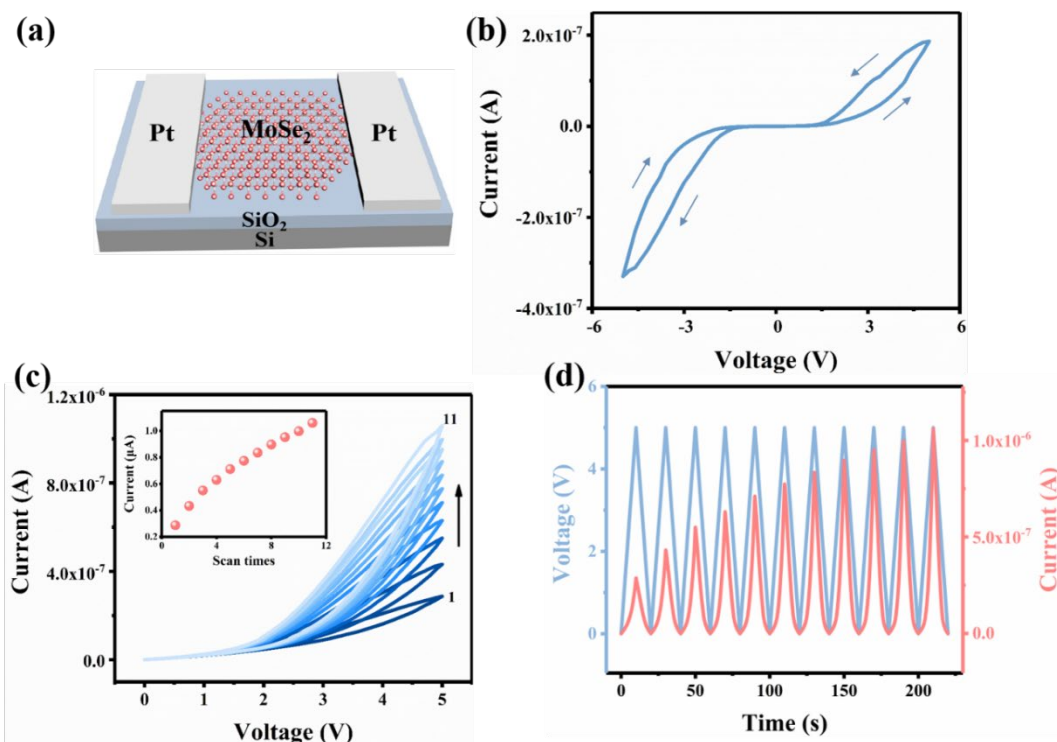 (a)
Pt
MoSe₂
Pt
SiO₂
Si
(b)
Current (A)
2.0x10⁻⁷
0.0
-2.0x10⁻⁷
-4.0x10⁻⁷
-6 -3 0 3 6
Voltage (V)
(c)
Current (A)
1.2x10⁻⁶
8.0x10⁻⁷
4.0x10⁻⁷
0.0
0 1 2 3 4 5
Voltage (V)
11
1
Current (μA)
1.0
0.8
0.6
0.4
0.2
0 4 8 12
Scan times
(d)
Voltage (V)
6
4
2
0
0 50 100 150 200
Time (s)
1.0x10⁻⁶
5.0x10⁻⁷
0.0
Current (A)